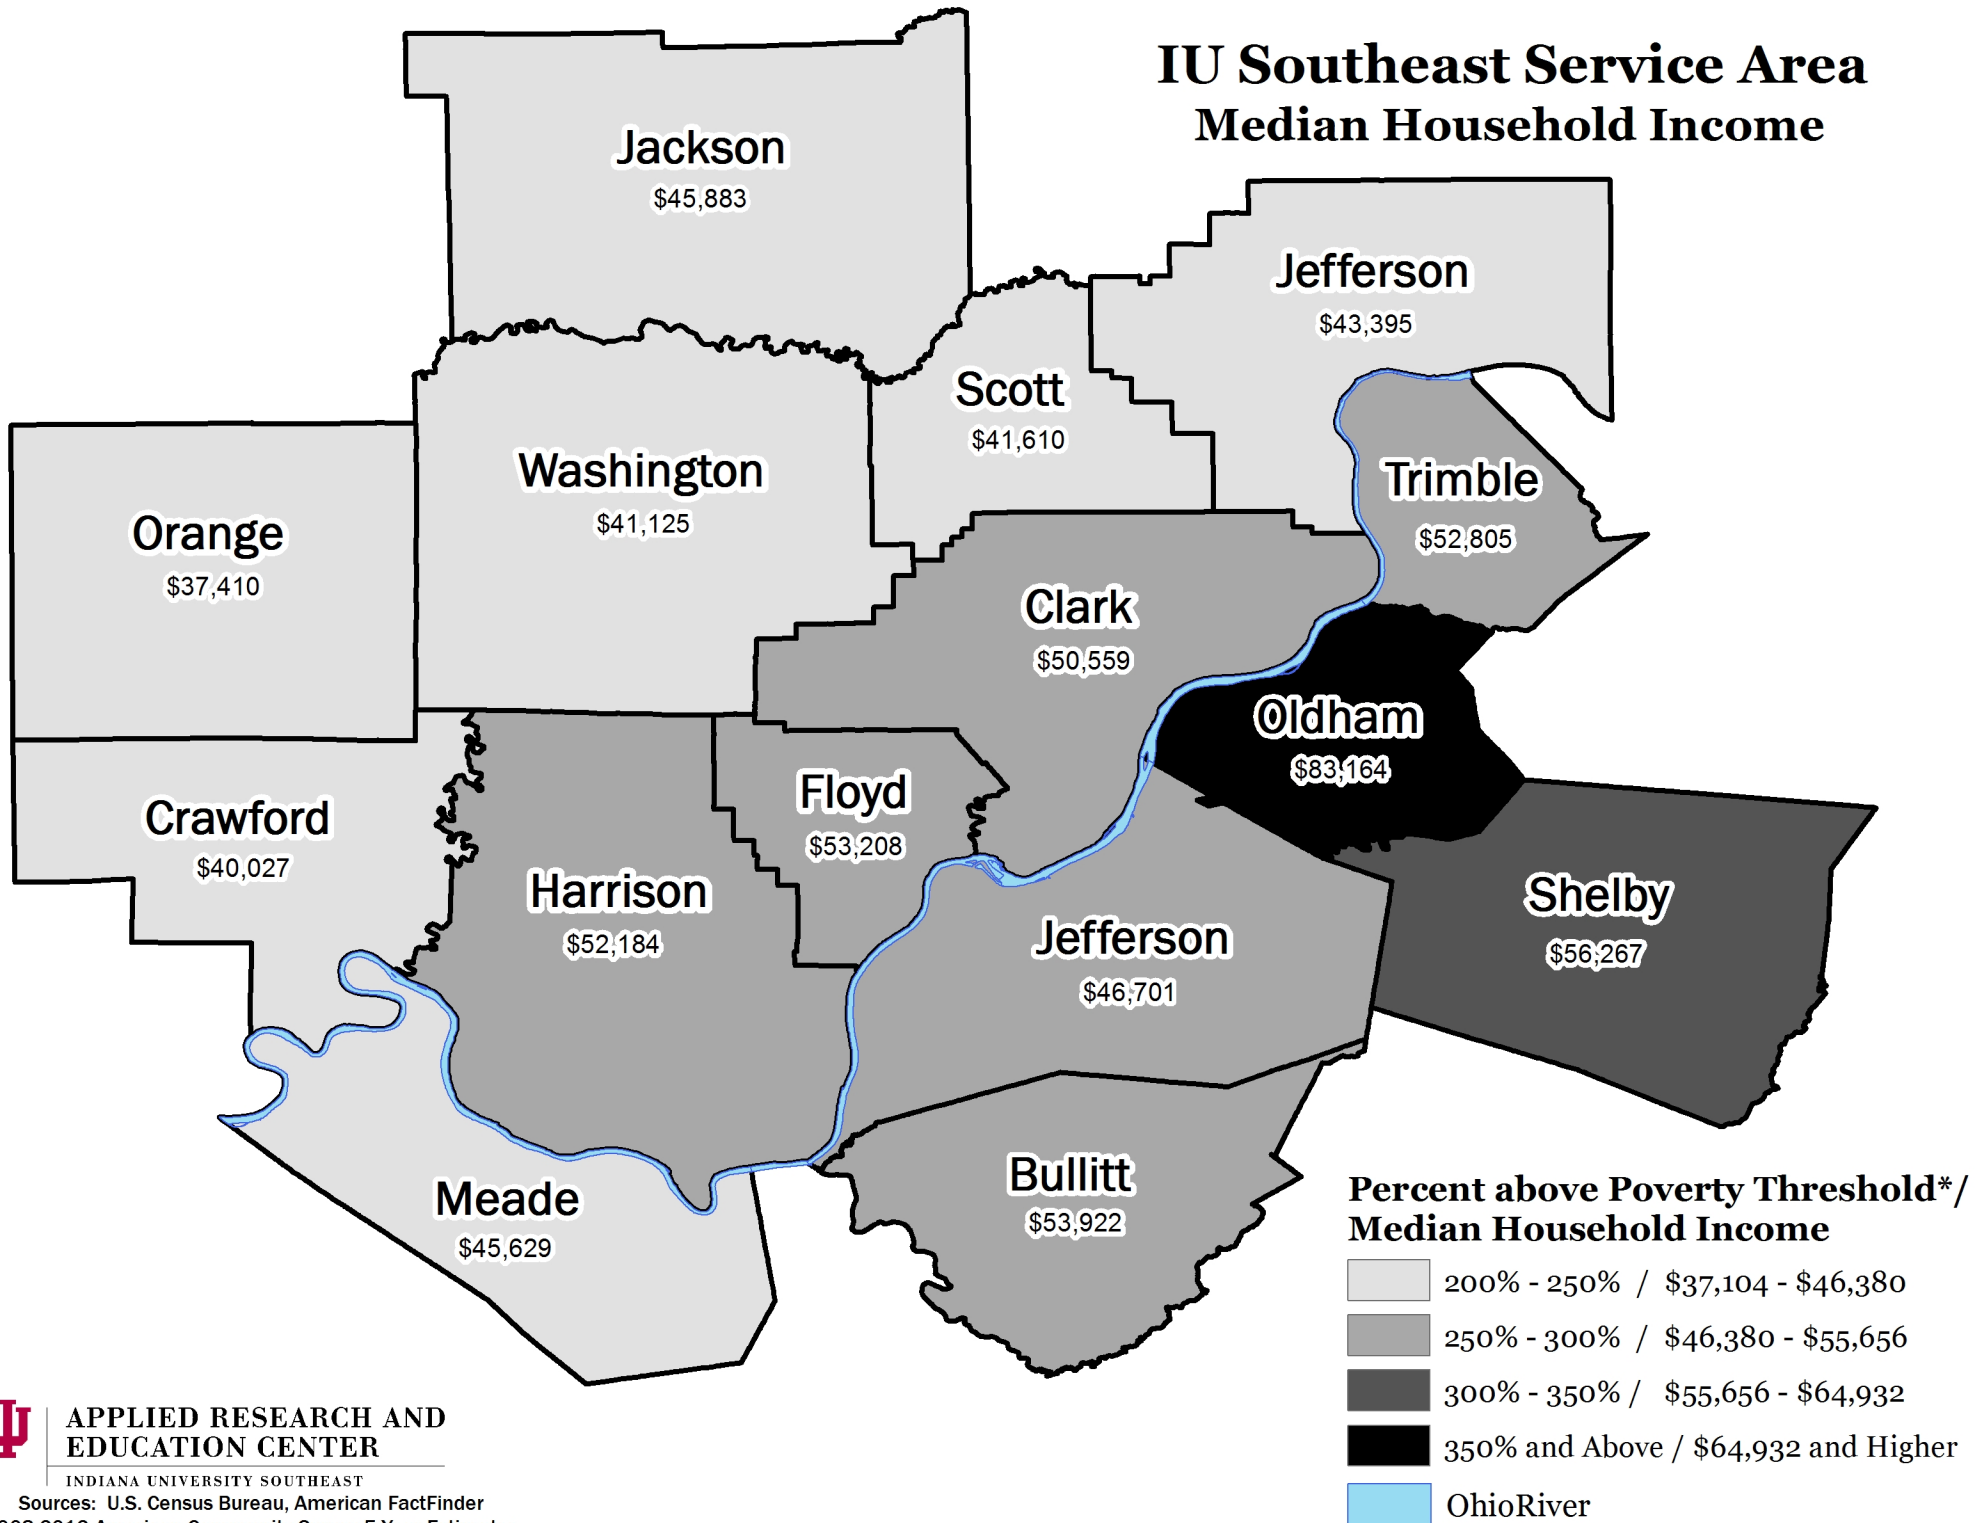 IU Southeast Service Area
Median Household Income
Jackson
$45,883
Jefferson
$43,395
Scott
$41,610
Washington
$41,125
Trimble
$52,805
Orange
$37,410
Clark
$50,559
Oldham
$83,164
Floyd
$53,208
Crawford
$40,027
Harrison
$52,184
Shelby
$56,267
Jefferson
$46,701
Bullitt
$53,922
Meade
$45,629
Percent above Poverty Threshold*/
Median Household Income
200% - 250% / $37,104 - $46,380
250% - 300% / $46,380 - $55,656
300% - 350% / $55,656 - $64,932
350% and Above / $64,932 and Higher
OhioRiver
APPLIED RESEARCH AND
EDUCATION CENTER
INDIANA UNIVERSITY SOUTHEAST
Sources: U.S. Census Bureau, American FactFinder